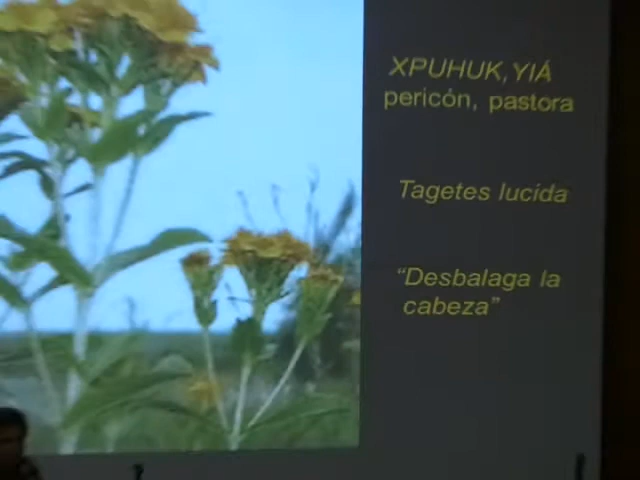 XPUHUK, YIÁ
pericón, pastora
Tagetes lucida
“Desbalaga la
cabeza”